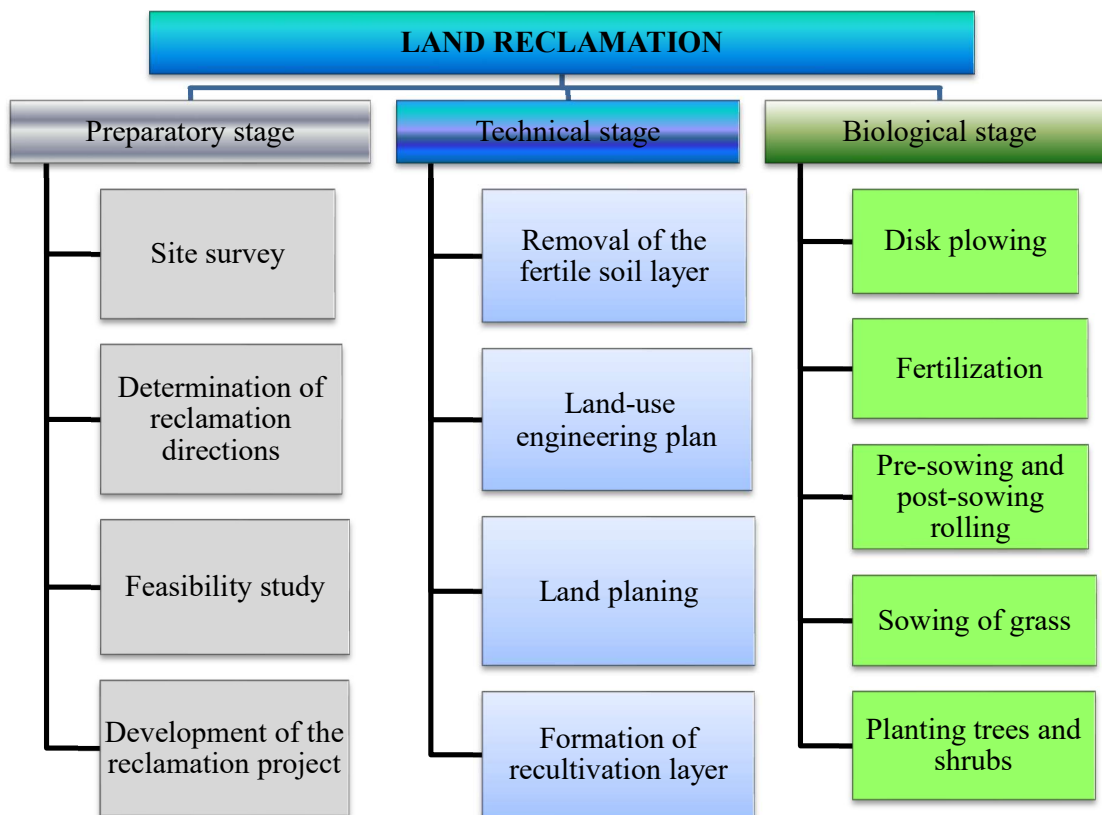 LAND RECLAMATION
Preparatory stage
Site survey
Determination of
reclamation
directions
Feasibility study
Development of the
reclamation project
Technical stage
Removal of the
fertile soil layer
Land-use
engineering plan
Land planing
Formation of
recultivation layer
Biological stage
Disk plowing
Fertilization
Pre-sowing and
post-sowing
rolling
Sowing of grass
Planting trees and
shrubs